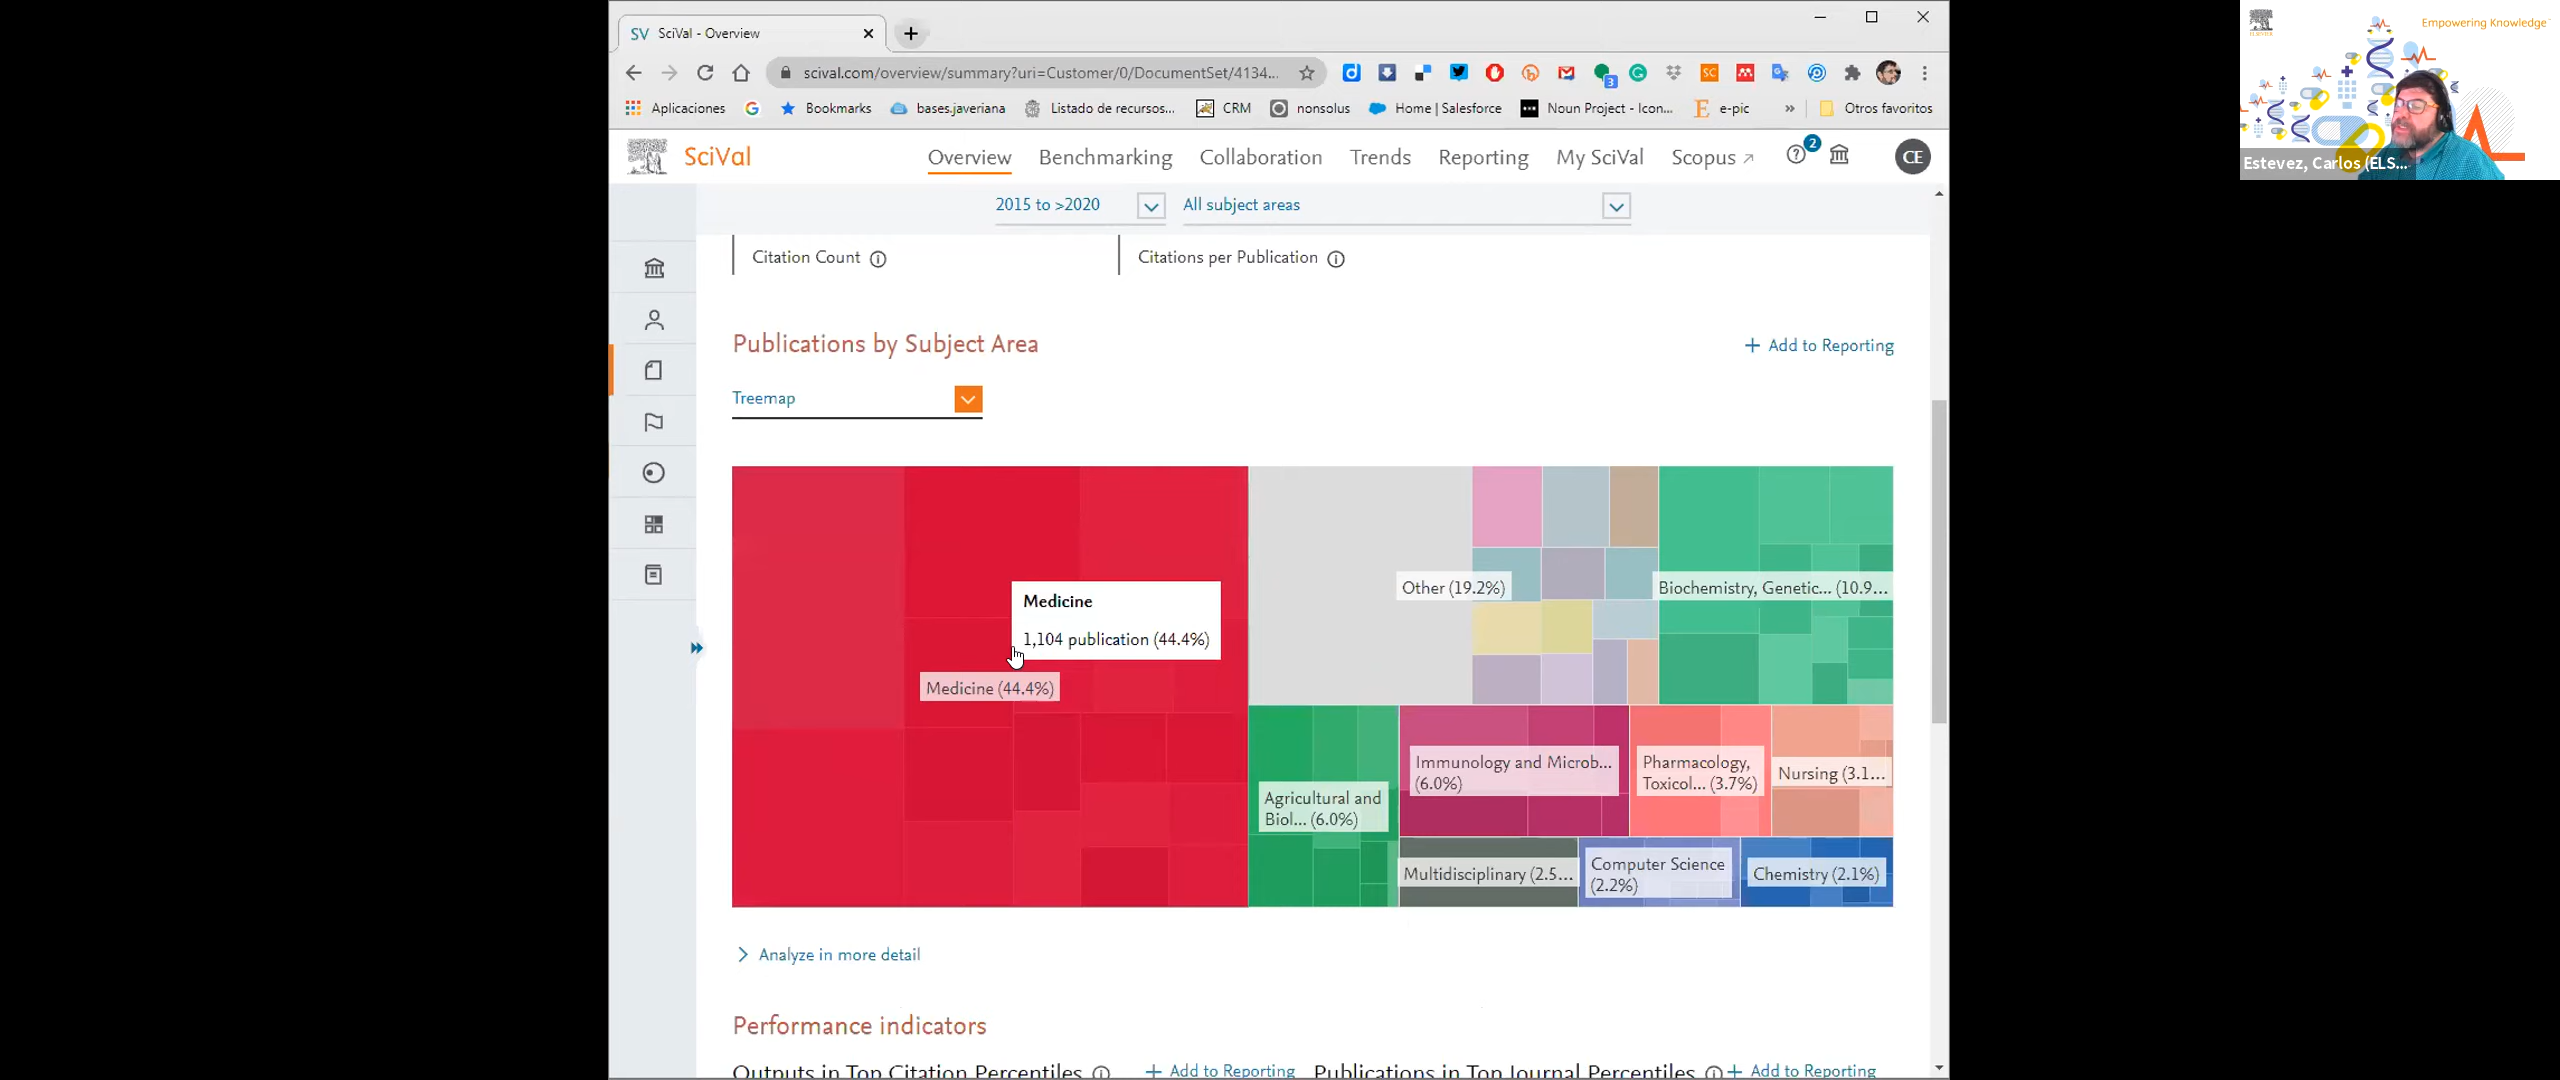 SV SciVal - Overview
scival.com/overview/summary?uri=Customer/0/DocumentSet/4134...
Aplicaciones
Bookmarks
bases.javeriana
Listado de recursos...
CRM
nonsolus
Home | Salesforce
Noun Project - Icon...
e-pic
»
Otros favoritos
SciVal
Overview
Benchmarking
Collaboration
Trends
Reporting
My SciVal
Scopus
2
CE
2015 to >2020
All subject areas
Citation Count
Citations per Publication
Publications by Subject Area
+ Add to Reporting
Treemap
Medicine
1,104 publication (44.4%)
Medicine (44.4%)
Other (19.2%)
Biochemistry, Genetic... (10.9...
Agricultural and
Biol... (6.0%)
Immunology and Microb...
(6.0%)
Pharmacology,
Toxicol... (3.7%)
Nursing (3.1...
Multidisciplinary (2.5...
Computer Science
(2.2%)
Chemistry (2.1%)
Analyze in more detail
Performance indicators
Outputs in Top Citation Percentiles
+ Add to Reporting
Publications in Top Journal Percentiles
+ Add to Reporting
Empowering Knowledge
Estevez, Carlos (ELS...